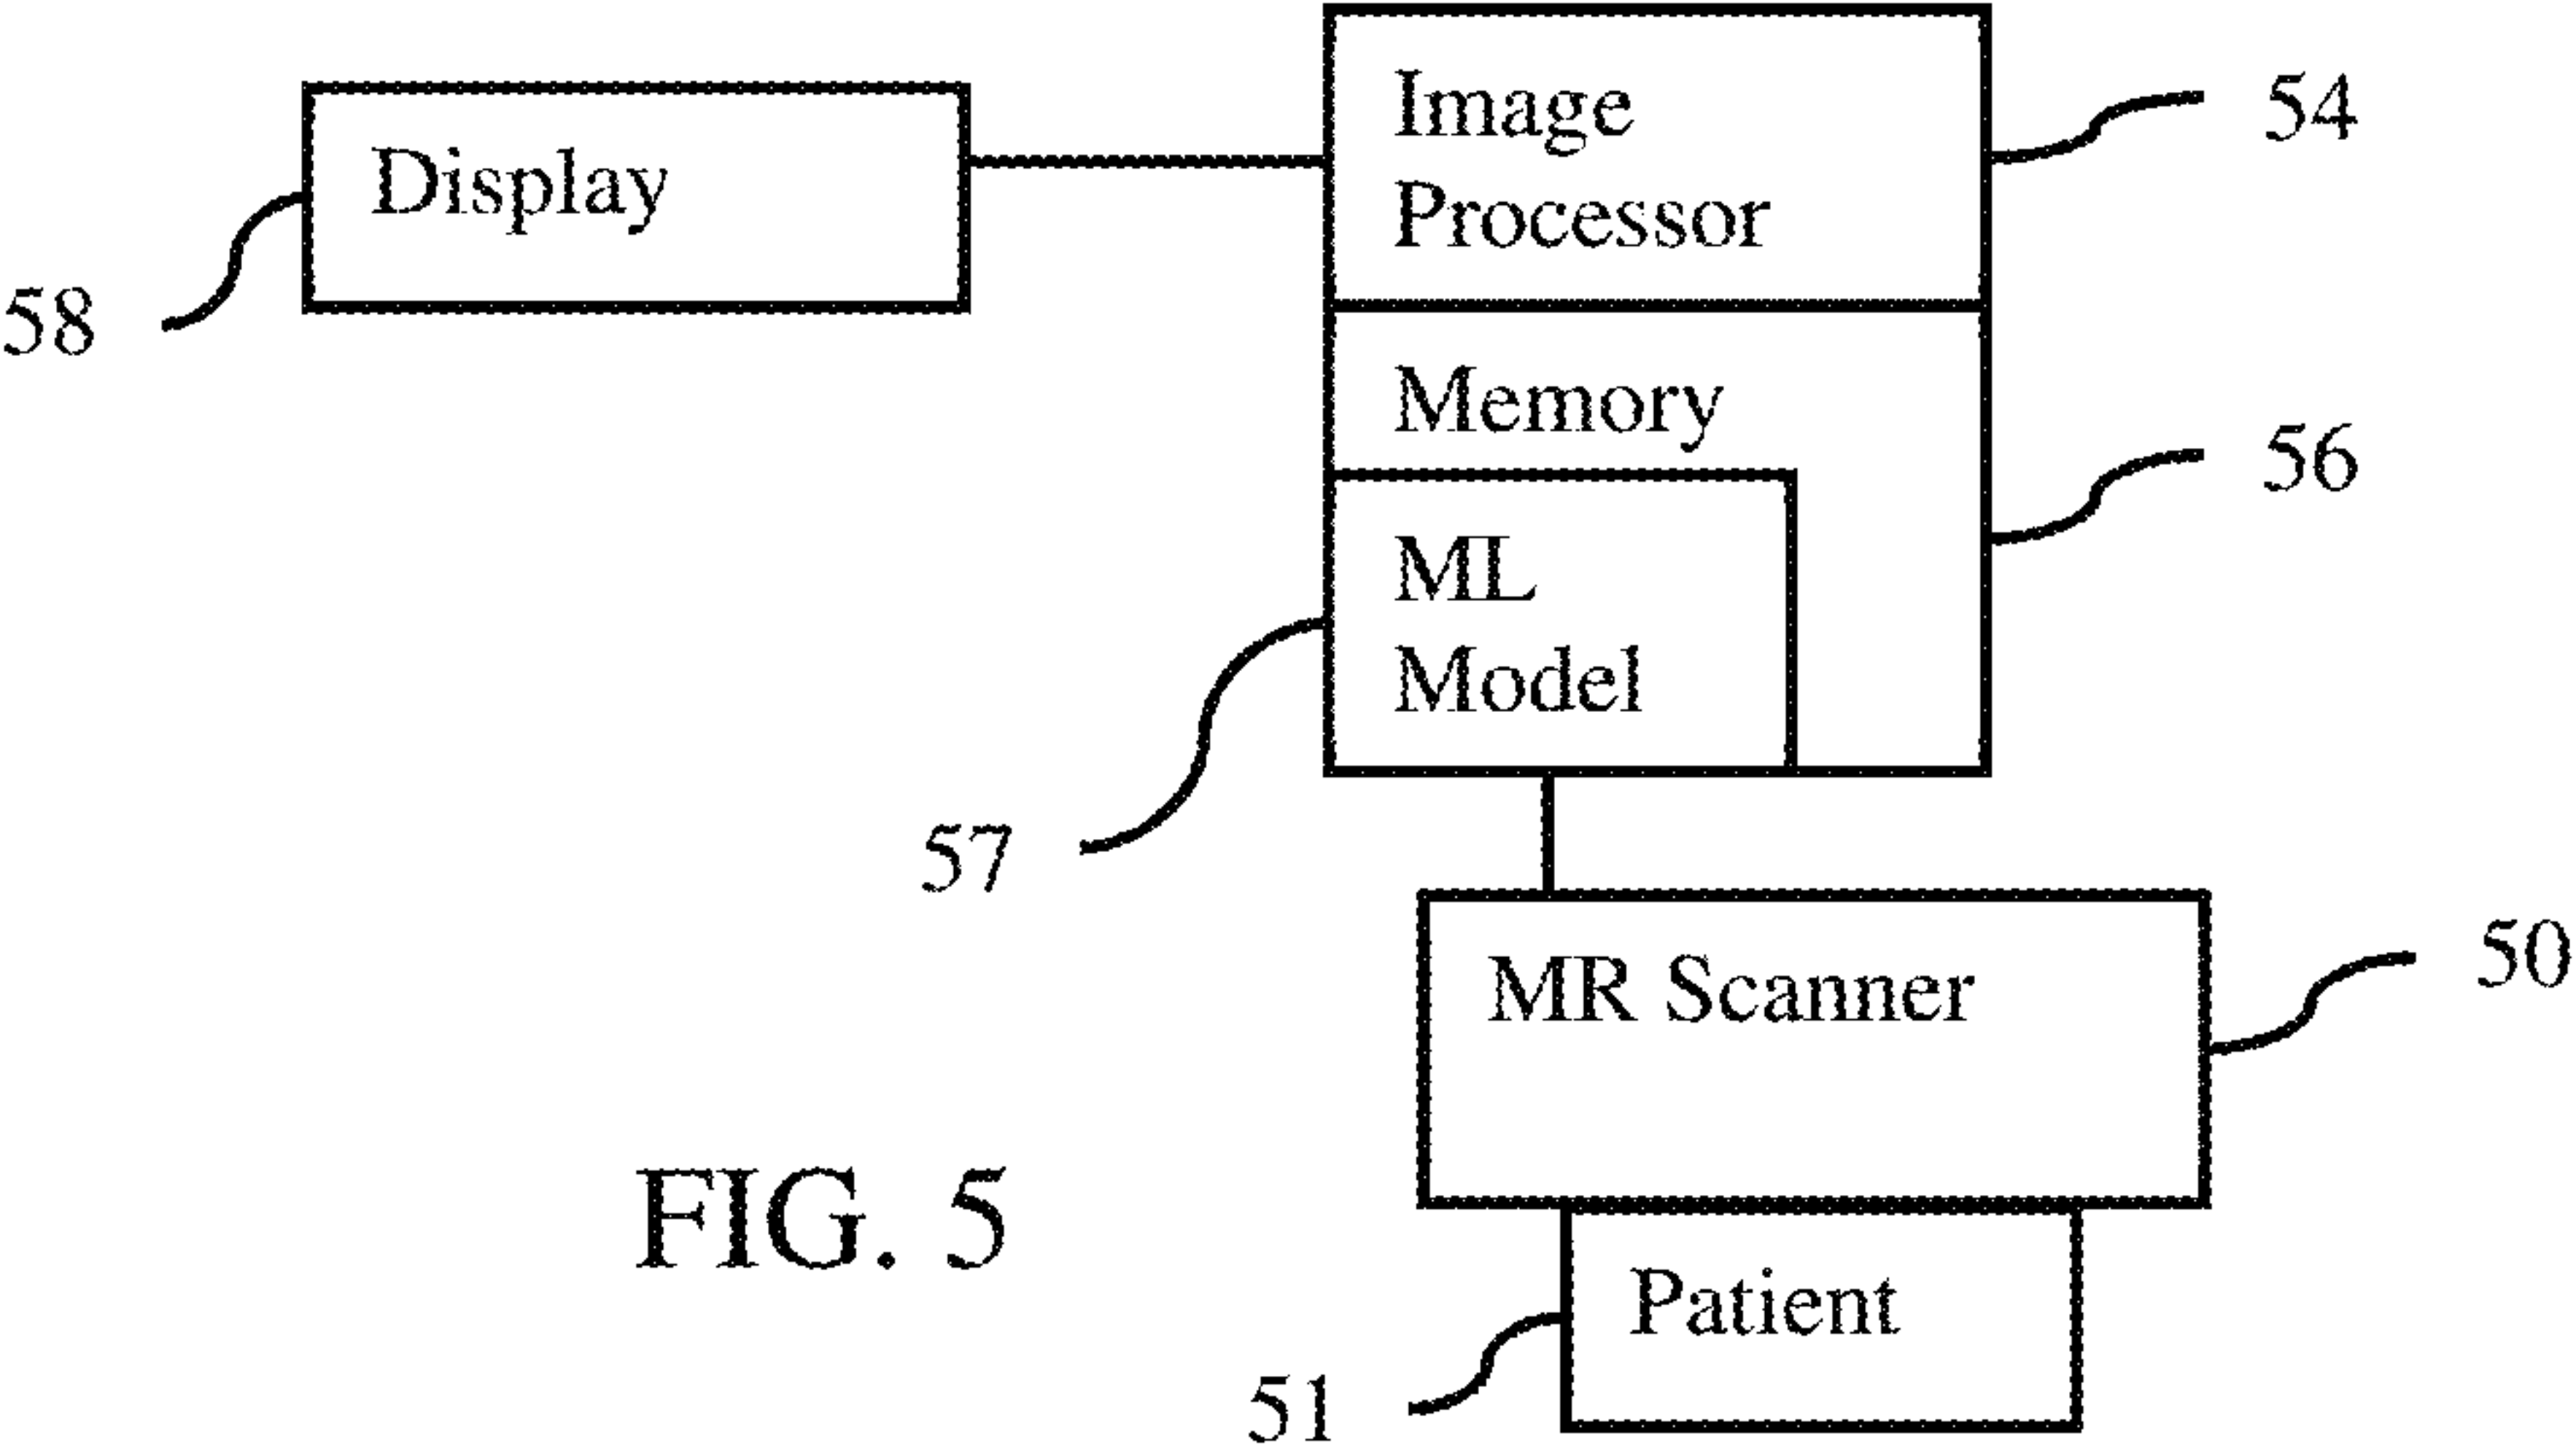 Image
Processor
54
Display
58
Memory
56
ML
Model
57
MR Scanner
50
FIG. 5
Patient
51